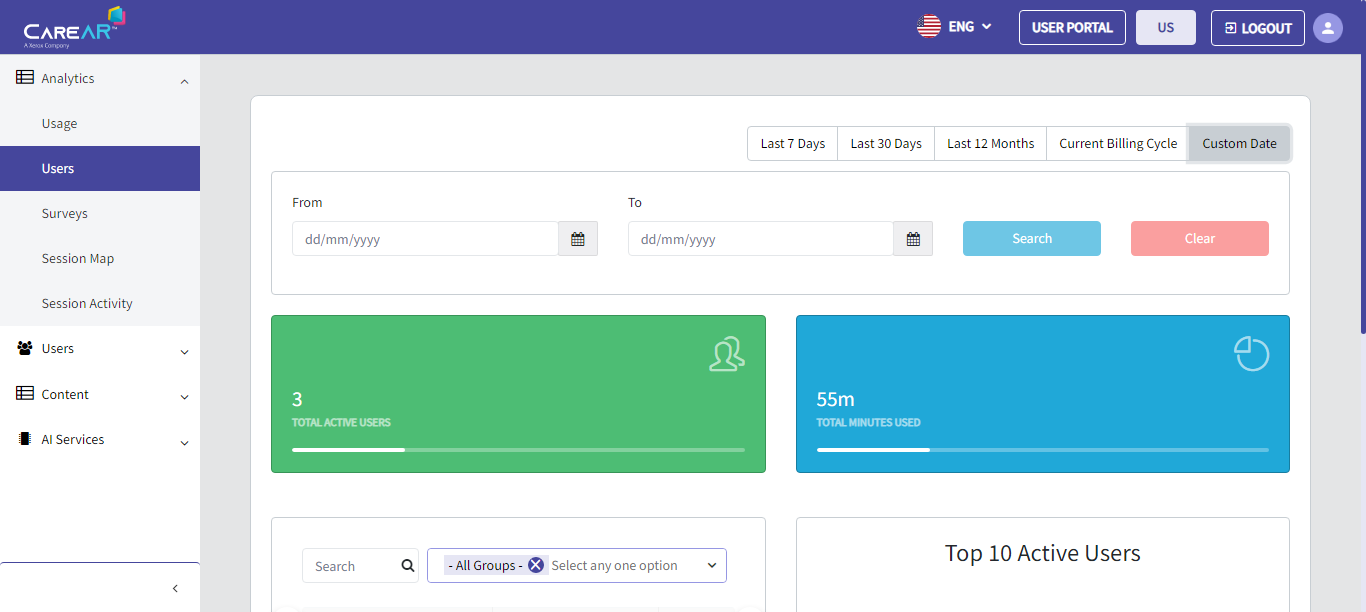 CAREAR™
A Xerox Company
ENG
USER PORTAL
US
LOGOUT
Analytics
Usage
Users
Surveys
Session Map
Session Activity
Users
Content
AI Services
Last 7 Days
Last 30 Days
Last 12 Months
Current Billing Cycle
Custom Date
From
To
dd/mm/yyyy
dd/mm/yyyy
Search
Clear
3
TOTAL ACTIVE USERS
55m
TOTAL MINUTES USED
Search
- All Groups -
Select any one option
Top 10 Active Users